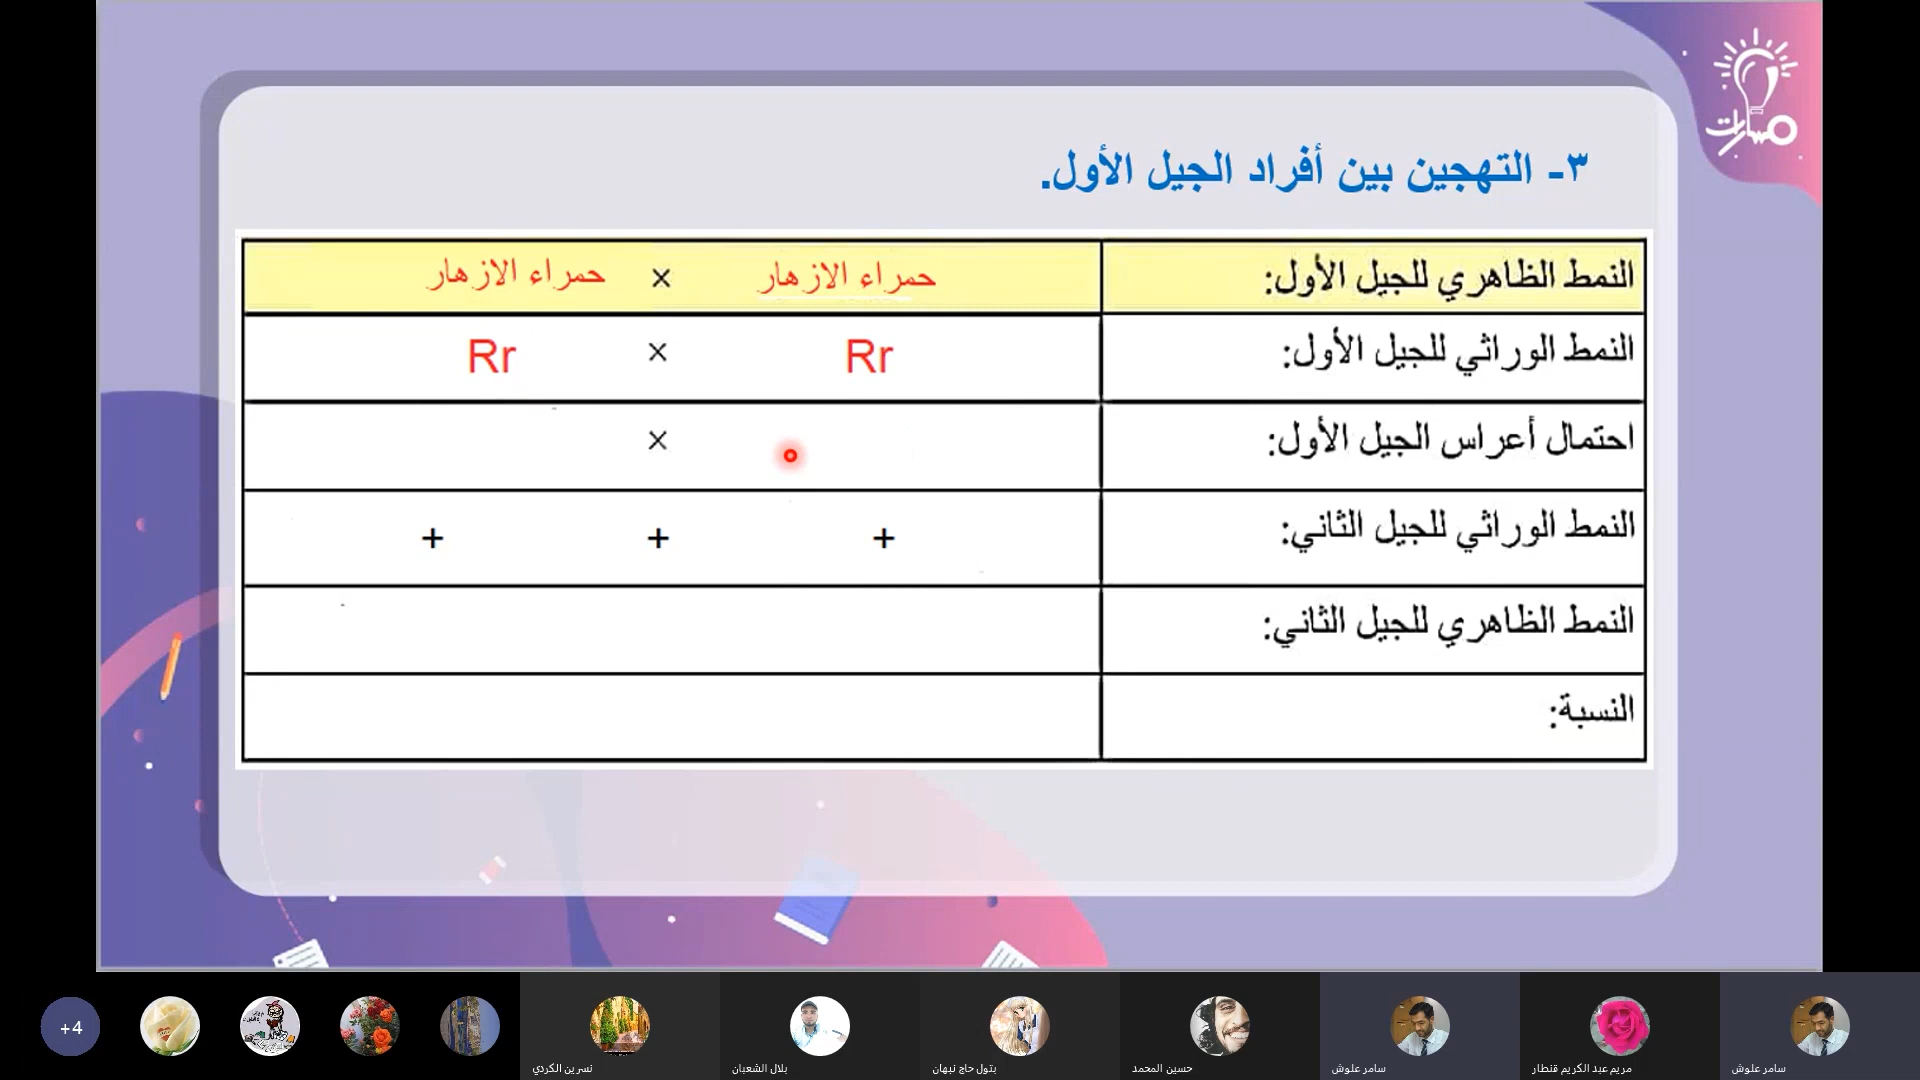 مسارات
٣- التهجين بين أفراد الجيل الأول.
النمط الظاهري للجيل الأول: حمراء الازهار × حمراء الازهار
النمط الوراثي للجيل الأول: Rr × Rr
احتمال أعراس الجيل الأول: ×
النمط الوراثي للجيل الثاني: + + +
النمط الظاهري للجيل الثاني:
النسبة:
+4
نسرين الكردي
بلال الشعبان
بتول حاج نبهان
حسين المحمد
سامر علوش
مريم عبد الكريم قنطار
سامر علوش